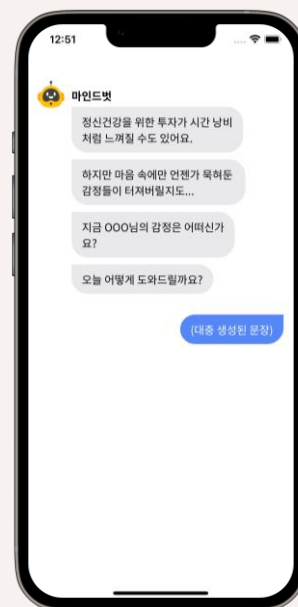 12:51
마인드벗
정신건강을 위한 투자가 시간 낭비
처럼 느껴질 수도 있어요.
하지만 마음 속에만 언젠가 묵혀둔
감정들이 터져버릴지도...
지금 OOO님의 감정은 어떠신가
요?
오늘 어떻게 도와드릴까요?
(대충 생성된 문장)